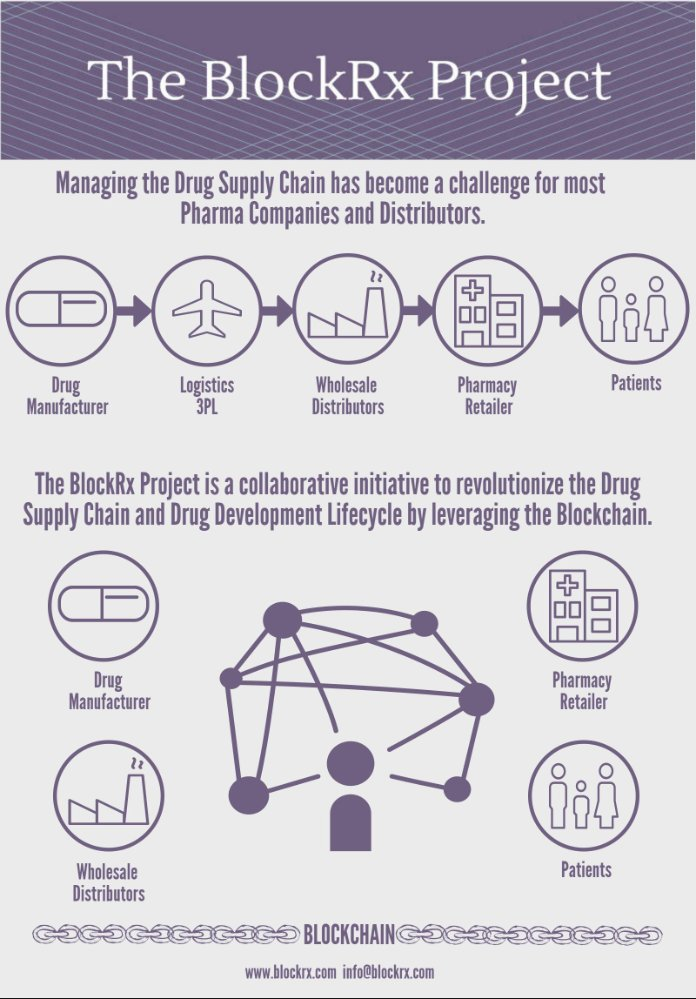 The BlockRx Project
Managing the Drug Supply Chain has become a challenge for most
Pharma Companies and Distributors.
Drug
Manufacturer
Logistics
3PL
Wholesale
Distributors
Pharmacy
Retailer
Patients
The BlockRx Project is a collaborative initiative to revolutionize the Drug
Supply Chain and Drug Development Lifecycle by leveraging the Blockchain.
Drug
Manufacturer
Pharmacy
Retailer
Wholesale
Distributors
Patients
BLOCKCHAIN
www.blockrx.com info@blockrx.com